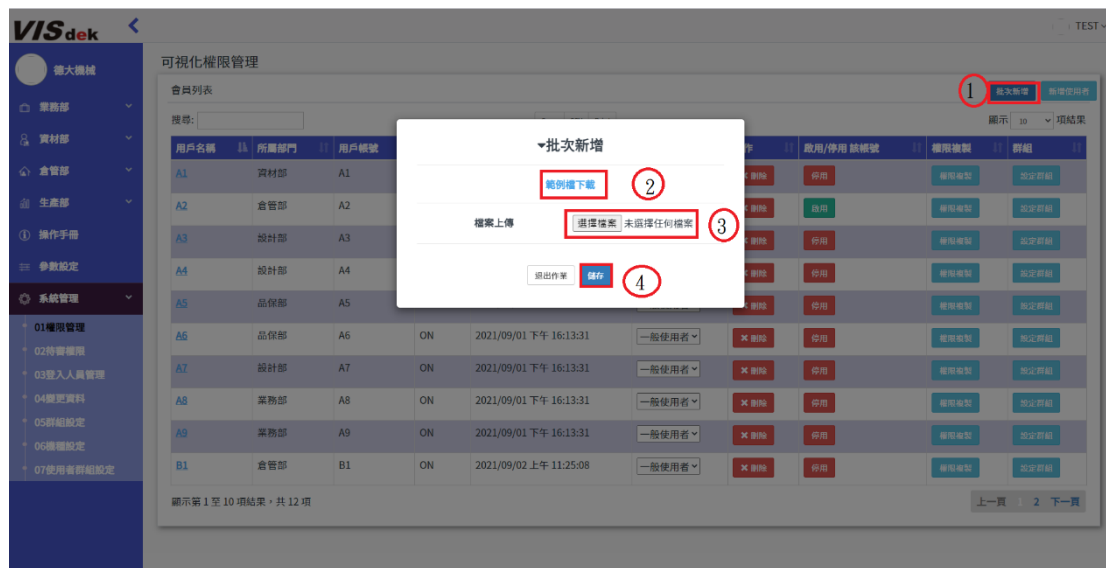 VISdek
TEST
德大機械
可視化權限管理
會員列表
1
批次新增
新增使用者
業務部
搜尋:
顯示 10 項結果
資材部
用戶名稱 所屬部門 用戶帳號
啟用/停用 該帳號 權限複製 群組
倉管部
生產部
操作手冊
參數設定
系統管理
01權限管理
02待審權限
03登入人員管理
04變更資料
05群組設定
06機種設定
07使用者群組設定
批次新增
範例檔下載
2
檔案上傳
選擇檔案 未選擇任何檔案
3
退出作業 儲存
4
A1 資材部 A1 刪除 停用 權限複製 設定群組
A2 倉管部 A2 刪除 啟用 權限複製 設定群組
A3 設計部 A3 刪除 停用 權限複製 設定群組
A4 設計部 A4 刪除 停用 權限複製 設定群組
A5 品保部 A5 刪除 停用 權限複製 設定群組
A6 品保部 A6 ON 2021/09/01 下午 16:13:31 一般使用者 刪除 停用 權限複製 設定群組
A7 設計部 A7 ON 2021/09/01 下午 16:13:31 一般使用者 刪除 停用 權限複製 設定群組
A8 業務部 A8 ON 2021/09/01 下午 16:13:31 一般使用者 刪除 停用 權限複製 設定群組
A9 業務部 A9 ON 2021/09/01 下午 16:13:31 一般使用者 刪除 停用 權限複製 設定群組
B1 倉管部 B1 ON 2021/09/02 上午 11:25:08 一般使用者 刪除 停用 權限複製 設定群組
顯示第 1 至 10 項結果，共 12 項
上一頁 1 2 下一頁